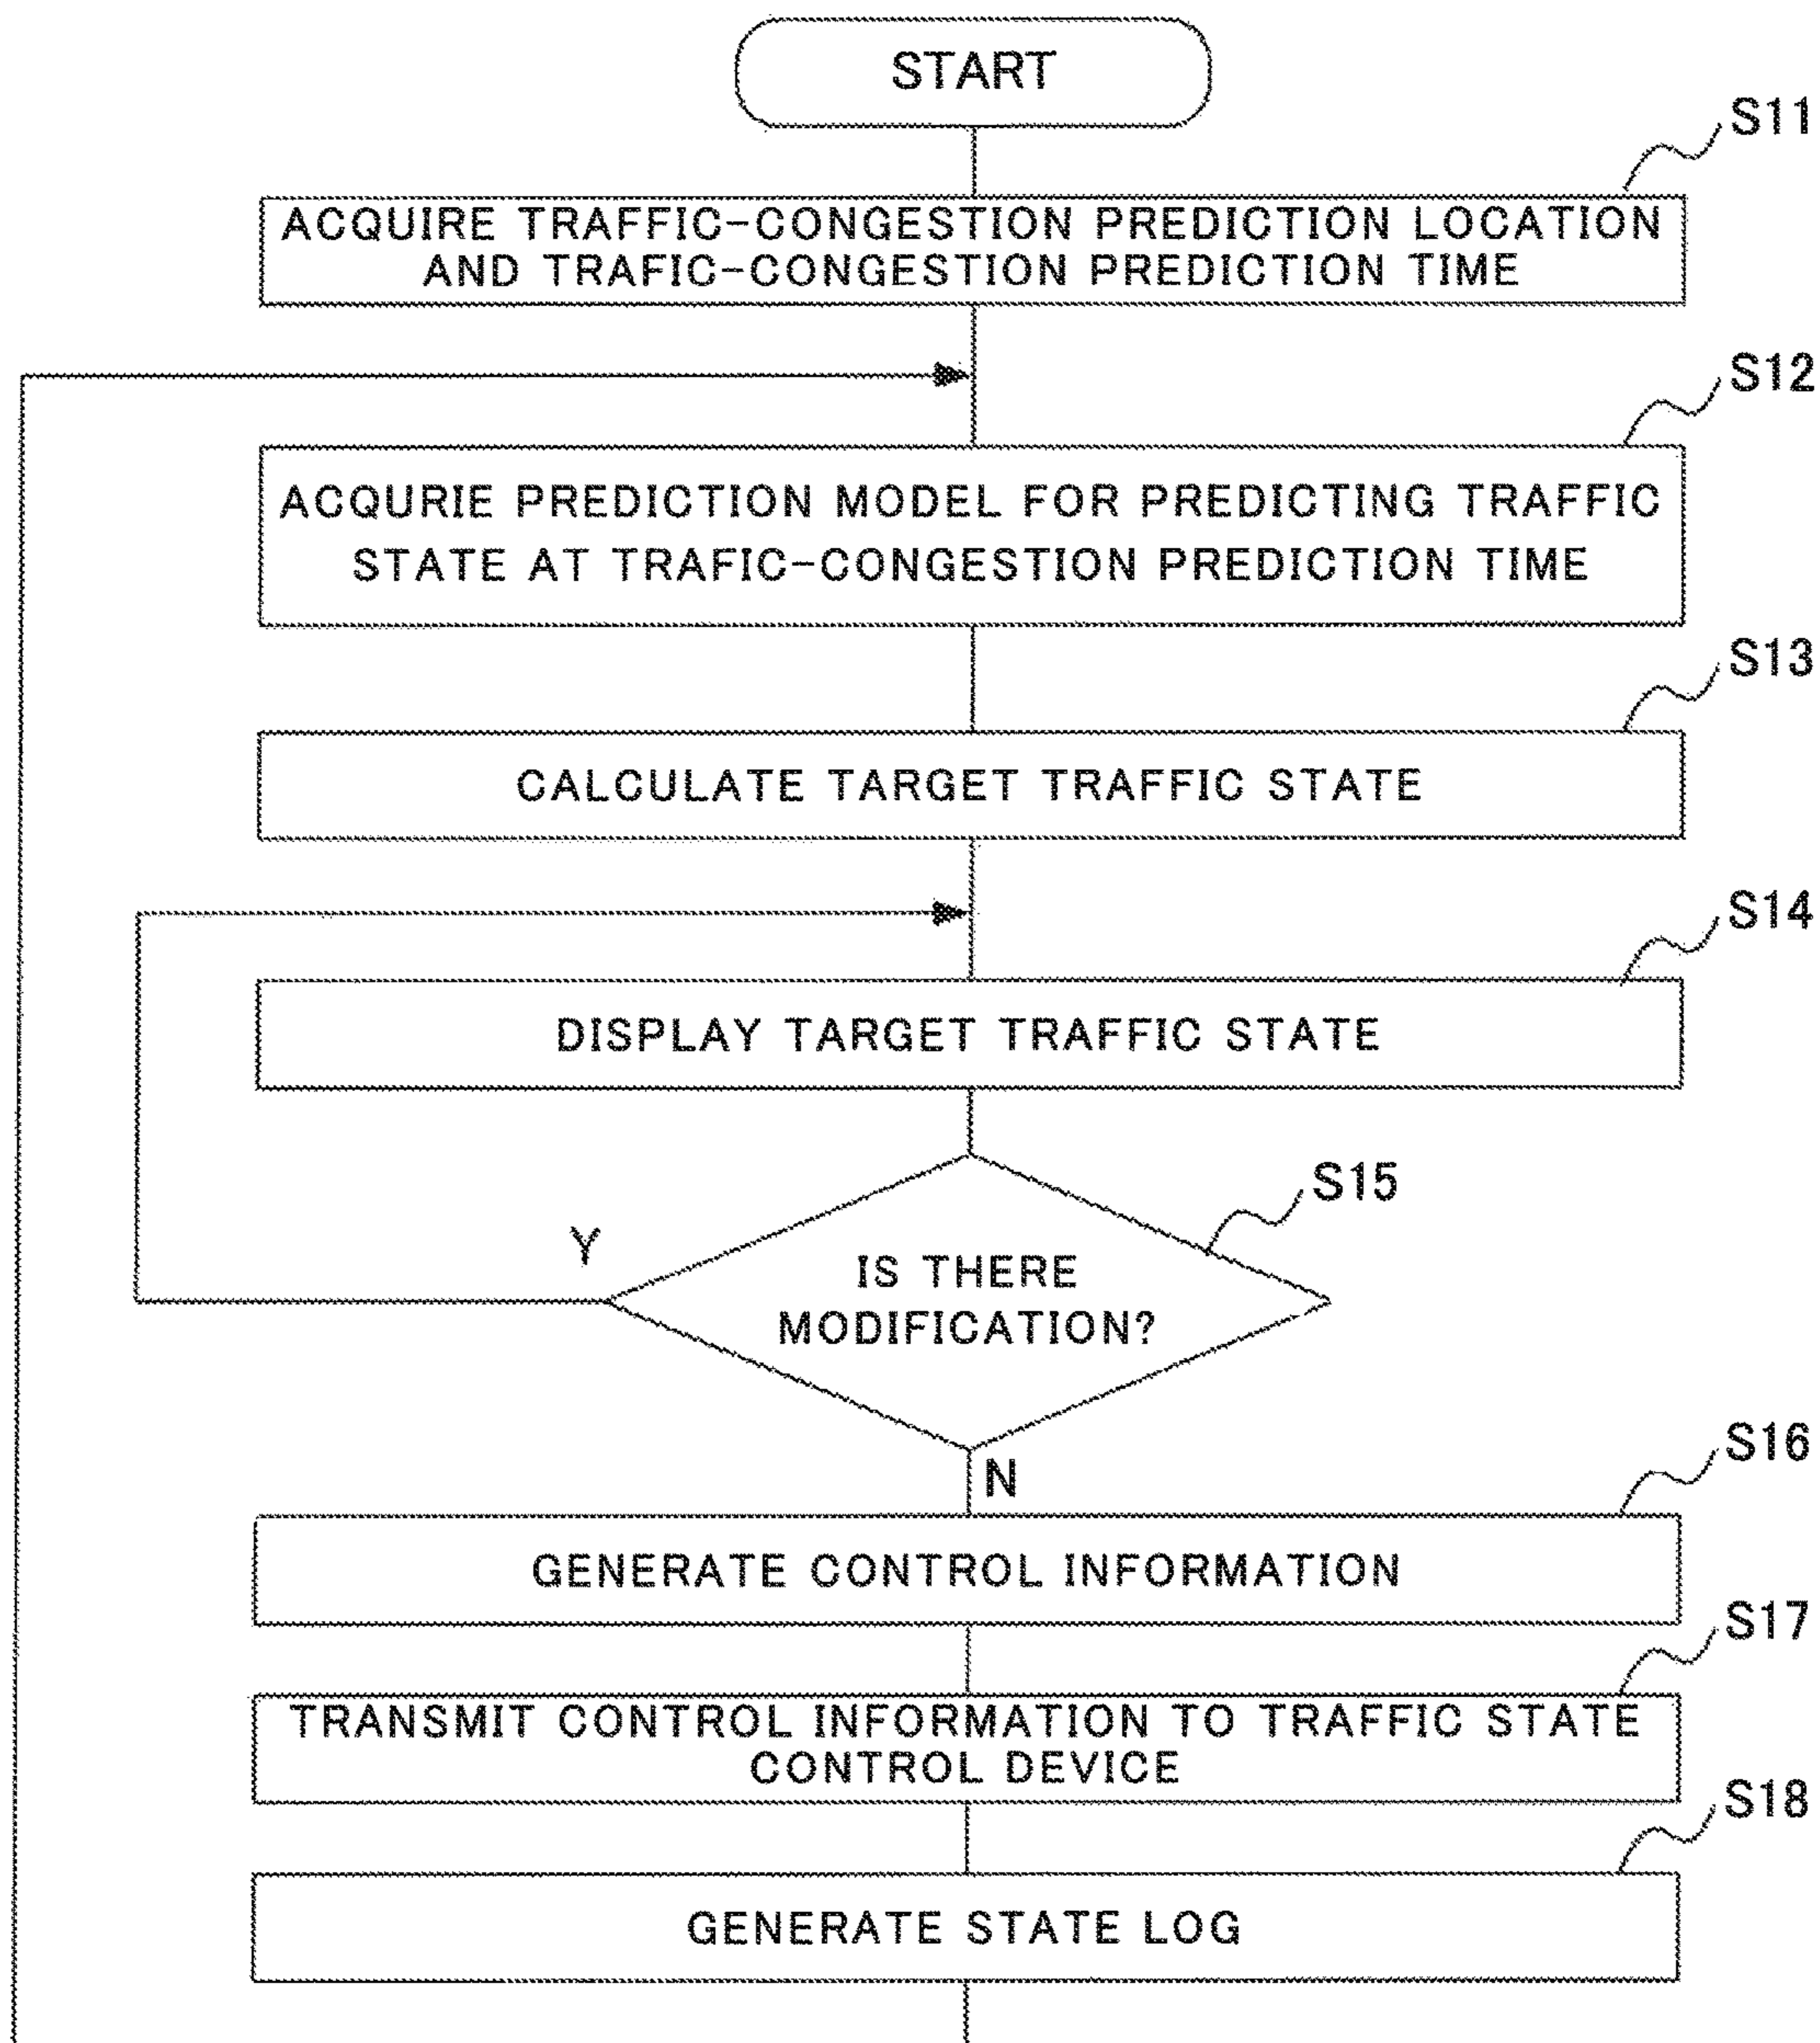 START
S11
ACQUIRE TRAFFIC-CONGESTION PREDICTION LOCATION
AND TRAFIC-CONGESTION PREDICTION TIME
S12
ACQURIE PREDICTION MODEL FOR PREDICTING TRAFFIC
STATE AT TRAFIC-CONGESTION PREDICTION TIME
S13
CALCULATE TARGET TRAFFIC STATE
S14
DISPLAY TARGET TRAFFIC STATE
S15
Y
IS THERE
MODIFICATION?
N
S16
GENERATE CONTROL INFORMATION
S17
TRANSMIT CONTROL INFORMATION TO TRAFFIC STATE
CONTROL DEVICE
S18
GENERATE STATE LOG